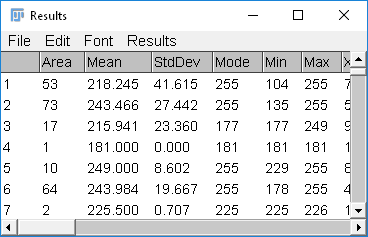 Results
File Edit Font Results
Area Mean StdDev Mode Min Max
1 53 218.245 41.615 255 104 255
2 73 243.466 27.442 255 135 255
3 17 215.941 23.360 177 177 249
4 1 181.000 0.000 181 181 181
5 10 249.000 8.602 255 229 255
6 64 243.984 19.667 255 178 255
7 2 225.500 0.707 225 225 226